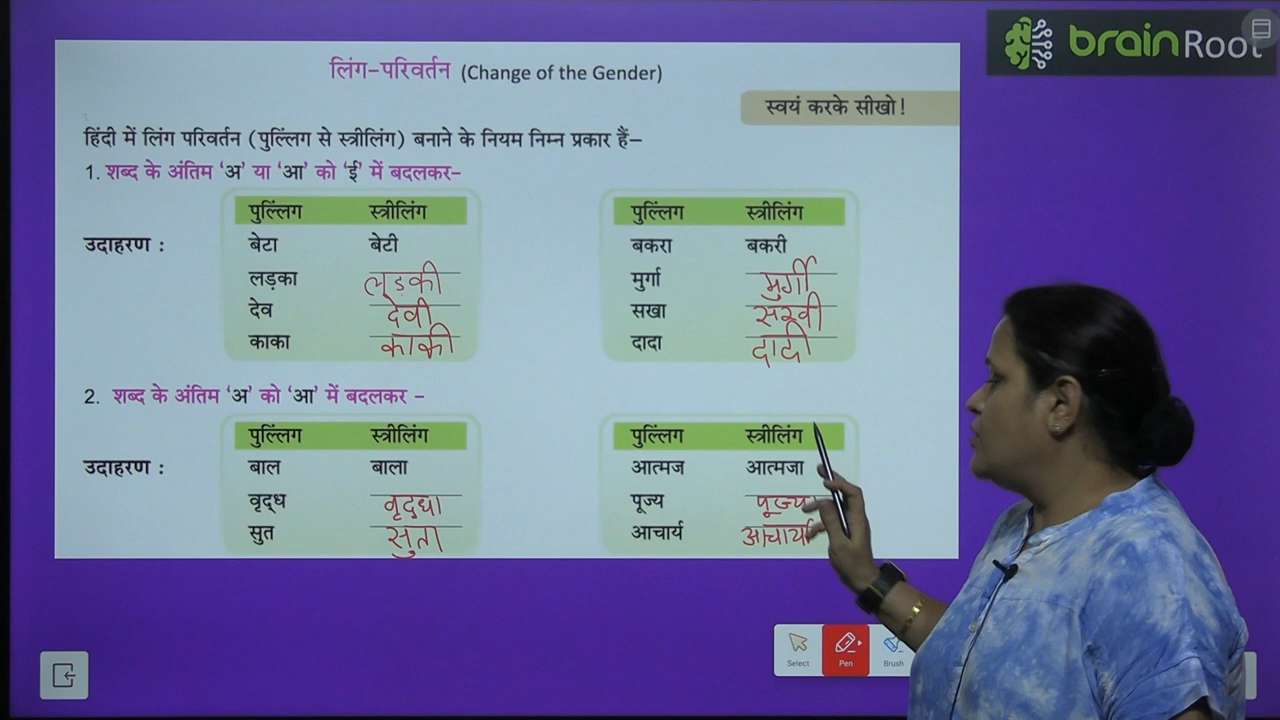 brainRoot
लिंग-परिवर्तन (Change of the Gender)
स्वयं करके सीखो!
हिंदी में लिंग परिवर्तन (पुल्लिंग से स्त्रीलिंग) बनाने के नियम निम्न प्रकार हैं–
1. शब्द के अंतिम ‘अ’ या ‘आ’ को ‘ई’ में बदलकर–
पुल्लिंग स्त्रीलिंग पुल्लिंग स्त्रीलिंग
उदाहरण : बेटा बेटी बकरा बकरी
लड़का लड़की मुर्गा मुर्गी
देव देवी सखा सखी
काका काकी दादा दादी
2. शब्द के अंतिम ‘अ’ को ‘आ’ में बदलकर –
पुल्लिंग स्त्रीलिंग पुल्लिंग स्त्रीलिंग
उदाहरण : बाल बाला आत्मज आत्मजा
वृद्ध वृद्धा पूज्य
सुत सुता आचार्य आचार्या
Select Pen Brush